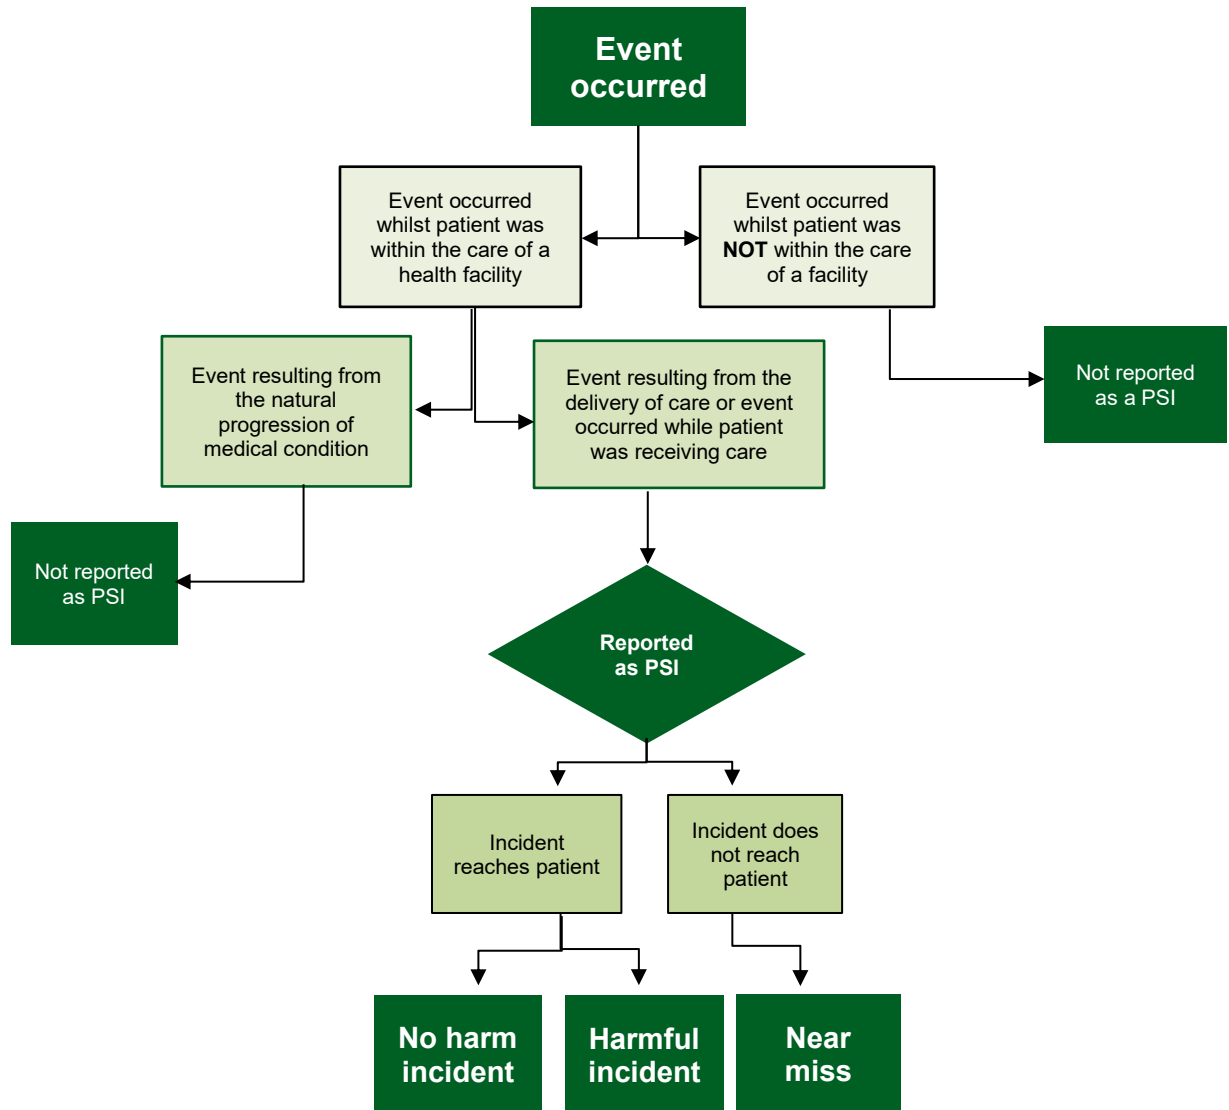 Event
occurred
Event occurred
whilst patient was
within the care of a
health facility
Event occurred
whilst patient was
NOT within the care
of a facility
Event resulting from
the natural
progression of
medical condition
Event resulting from the
delivery of care or event
occurred while patient
was receiving care
Not reported
as a PSI
Not reported
as PSI
Reported
as PSI
Incident
reaches patient
Incident does
not reach
patient
No harm
incident
Harmful
incident
Near
miss